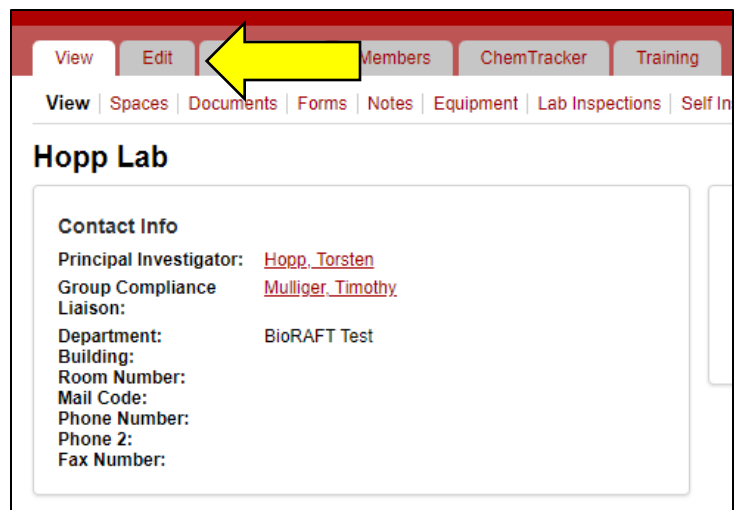 View Edit Members ChemTracker Training
View Spaces Documents Forms Notes Equipment Lab Inspections Self
Hopp Lab
Contact Info
Principal Investigator: Hopp, Torsten
Group Compliance Liaison: Mulliger, Timothy
Department: BioRAFT Test
Building:
Room Number:
Mail Code:
Phone Number:
Phone 2:
Fax Number: